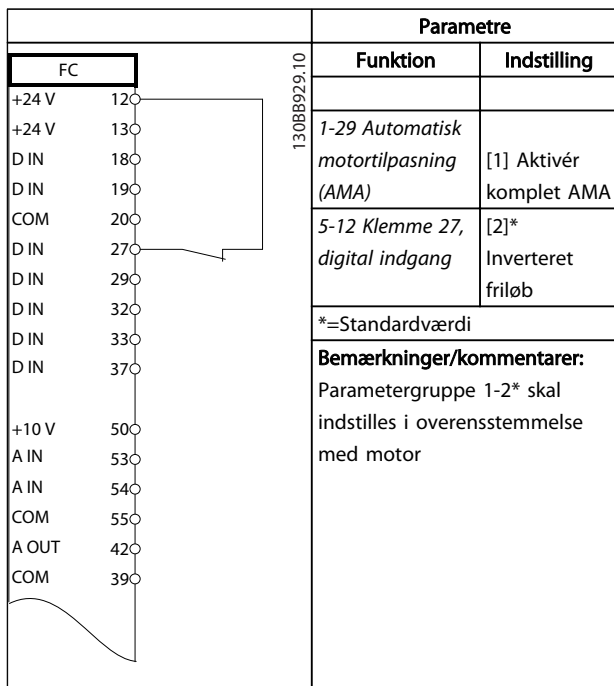 FC
+24 V 12
+24 V 13
D IN 18
D IN 19
COM 20
D IN 27
D IN 29
D IN 32
D IN 33
D IN 37
+10 V 50
A IN 53
A IN 54
COM 55
A OUT 42
COM 39
130BB929.10
Parametre
Funktion Indstilling
1-29 Automatisk
motortilpasning [1] Aktivér
(AMA) komplet AMA
5-12 Klemme 27, [2]*
digital indgang Inverteret
friløb
*=Standardværdi
Bemærkninger/kommentarer:
Parametergruppe 1-2* skal
indstilles i overensstemmelse
med motor